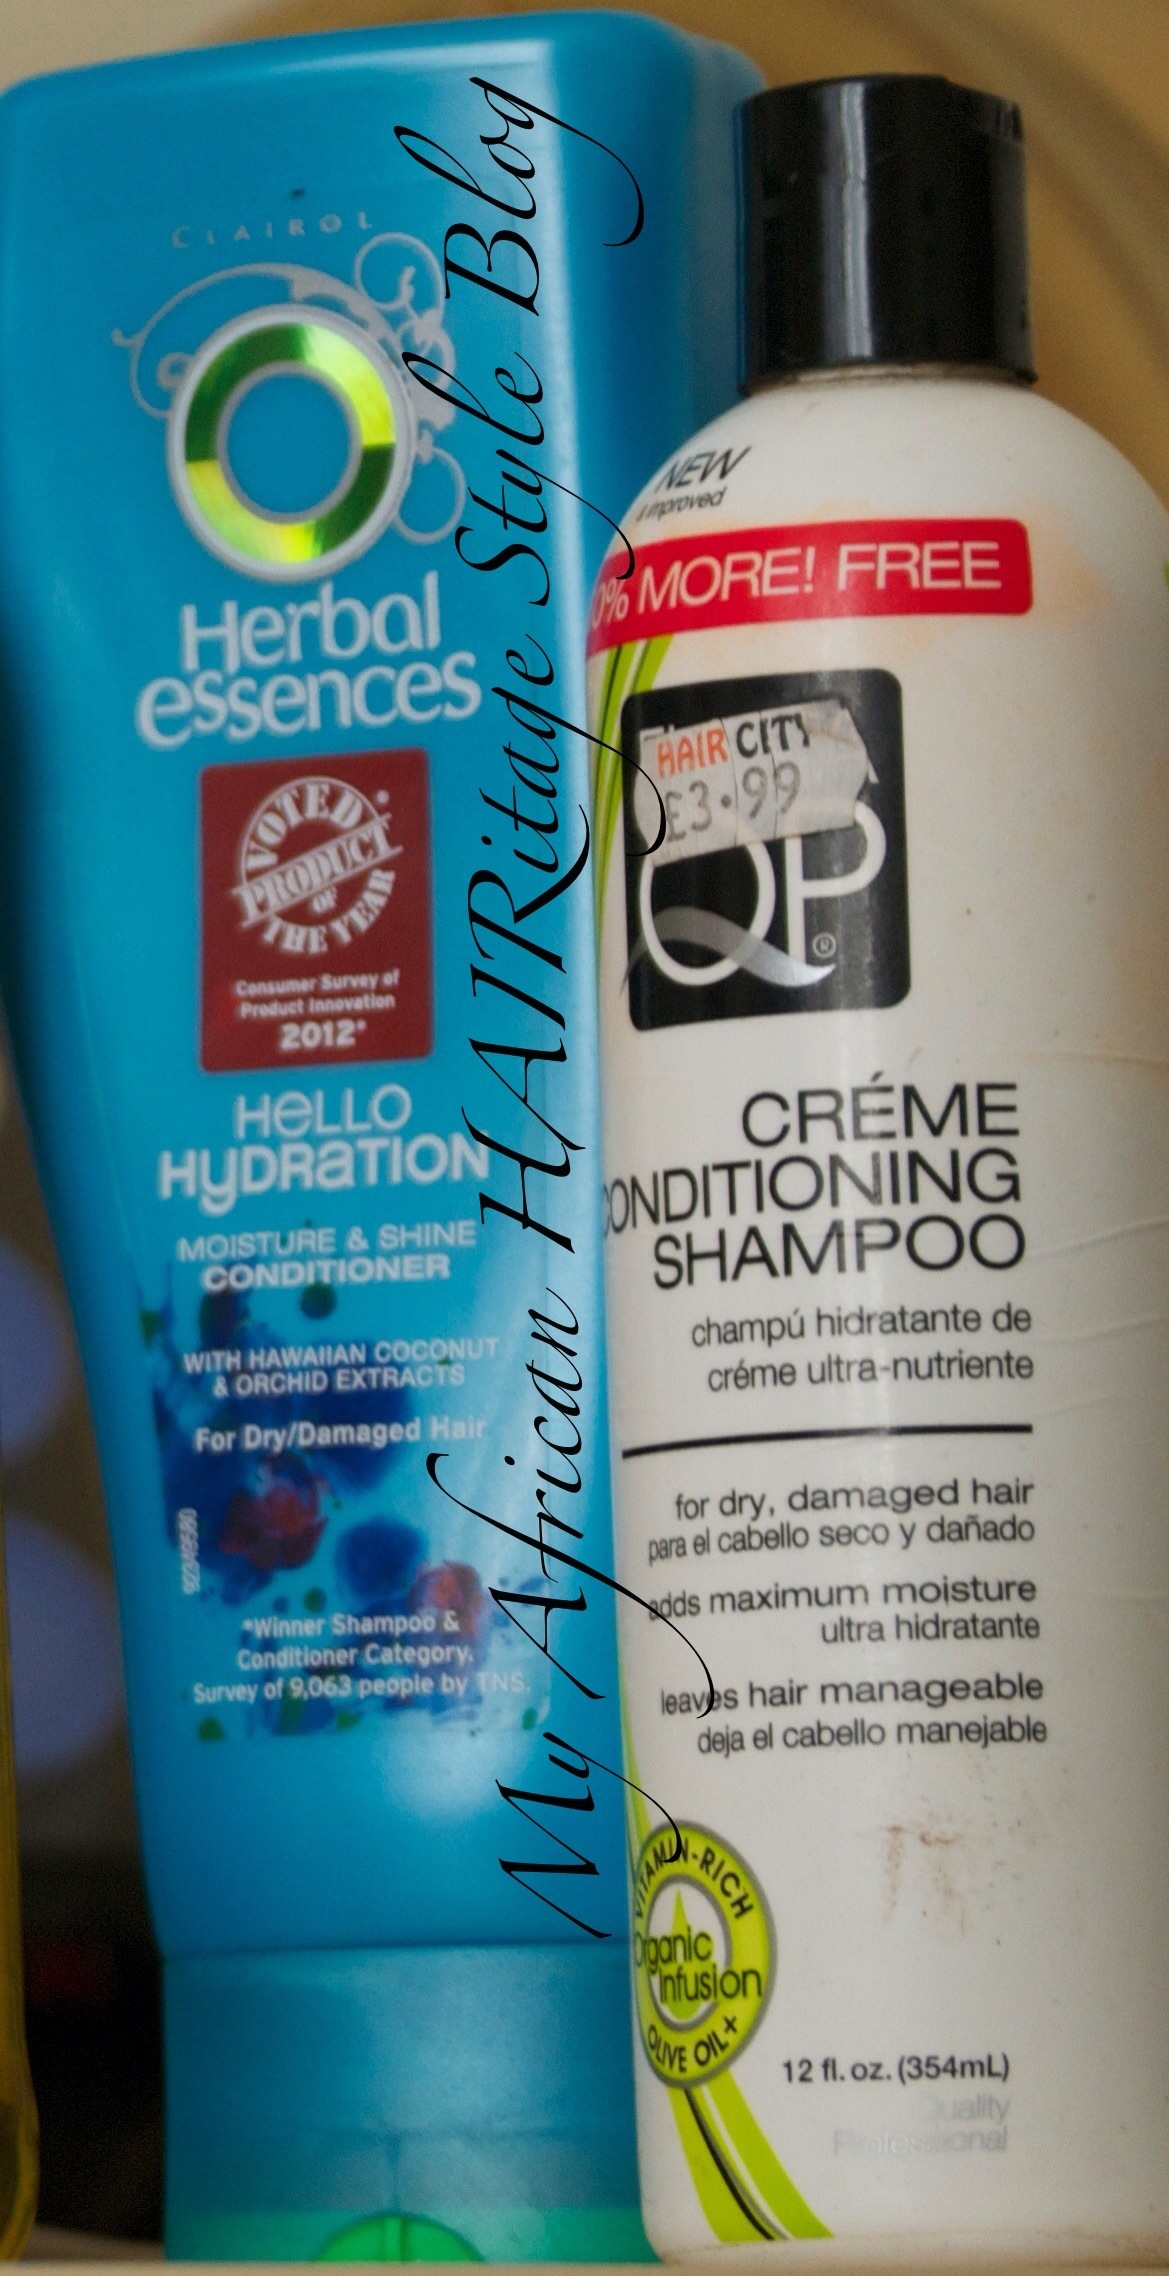 CLAIROL
Herbal
essences
VOTED
PRODUCT
OF
THE YEAR
Consumer Survey of
Product Innovation
2012*
HELLO
HYDRATION
MOISTURE & SHINE
CONDITIONER
WITH HAWAIIAN COCONUT
& ORCHID EXTRACTS
For Dry/Damaged Hair
*Winner Shampoo &
Conditioner Category.
Survey of 9,063 people by TNS.
My African HAIRitage Style Blog
NEW
& improved
0% MORE! FREE
HAIR CITY
£3.99
QP®
CRÉME
CONDITIONING
SHAMPOO
champú hidratante de
créme ultra-nutriente
for dry, damaged hair
para el cabello seco y dañado
adds maximum moisture
ultra hidratante
leaves hair manageable
deja el cabello manejable
VITAMIN-RICH
Organic
Infusion
OLIVE OIL+
12 fl. oz. (354mL)
Quality
Professional